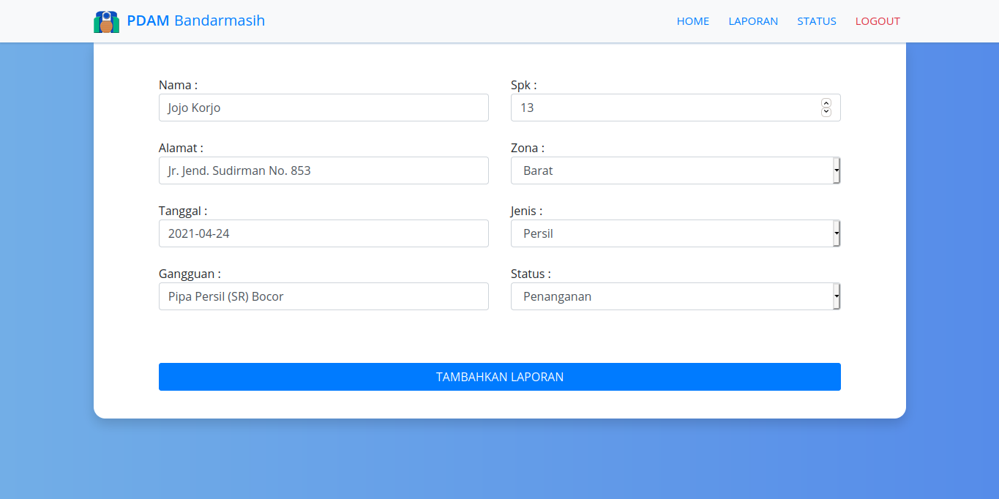 PDAM Bandarmasih
HOME LAPORAN STATUS LOGOUT
Nama :
Jojo Korjo
Spk :
13
Alamat :
Jr. Jend. Sudirman No. 853
Zona :
Barat
Tanggal :
2021-04-24
Jenis :
Persil
Gangguan :
Pipa Persil (SR) Bocor
Status :
Penanganan
TAMBAHKAN LAPORAN